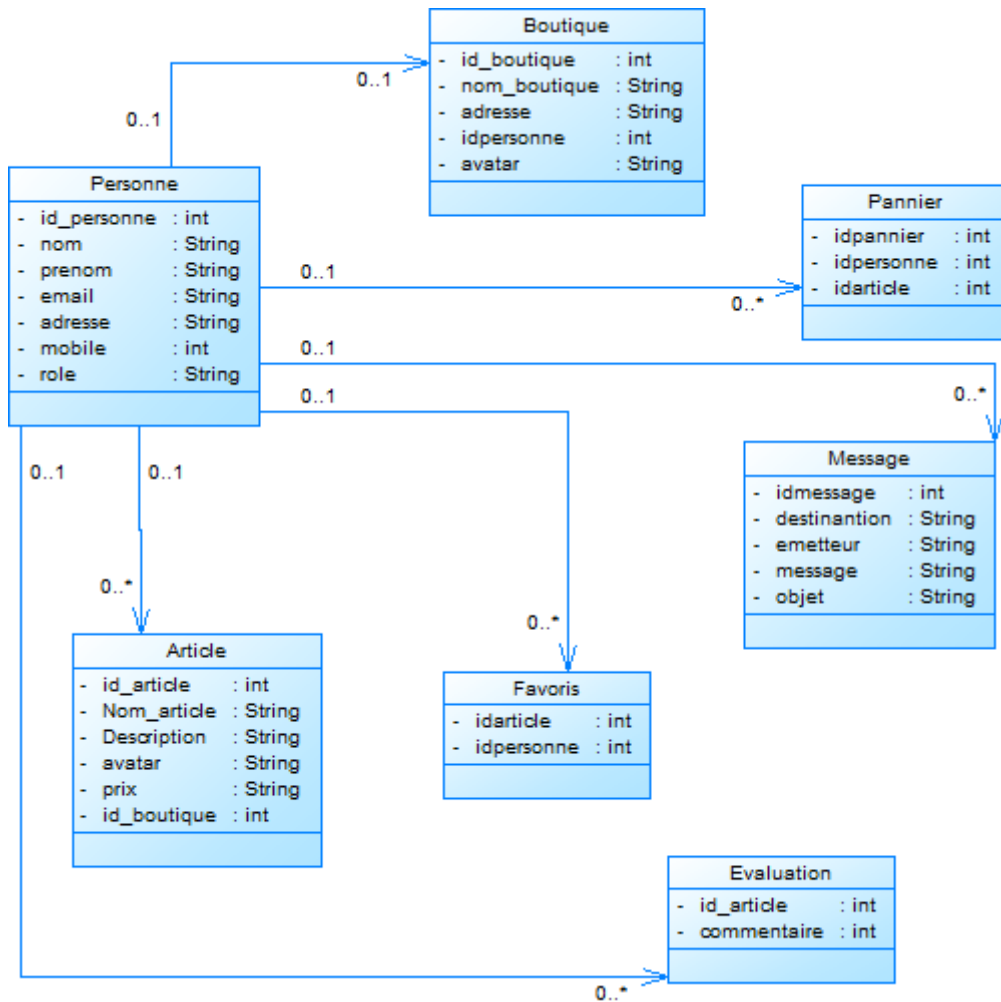 Boutique
- id_boutique : int
- nom_boutique : String
- adresse : String
- idpersonne : int
- avatar : String
0..1
0..1
Personne
- id_personne : int
- nom : String
- prenom : String
- email : String
- adresse : String
- mobile : int
- role : String
Pannier
- idpannier : int
- idpersonne : int
- idarticle : int
0..1
0..*
0..1
0..*
0..1
0..*
Message
- idmessage : int
- destinantion : String
- emetteur : String
- message : String
- objet : String
0..1
0..1
0..*
Article
- id_article : int
- Nom_article : String
- Description : String
- avatar : String
- prix : String
- id_boutique : int
Favoris
- idarticle : int
- idpersonne : int
Evaluation
- id_article : int
- commentaire : int
0..*